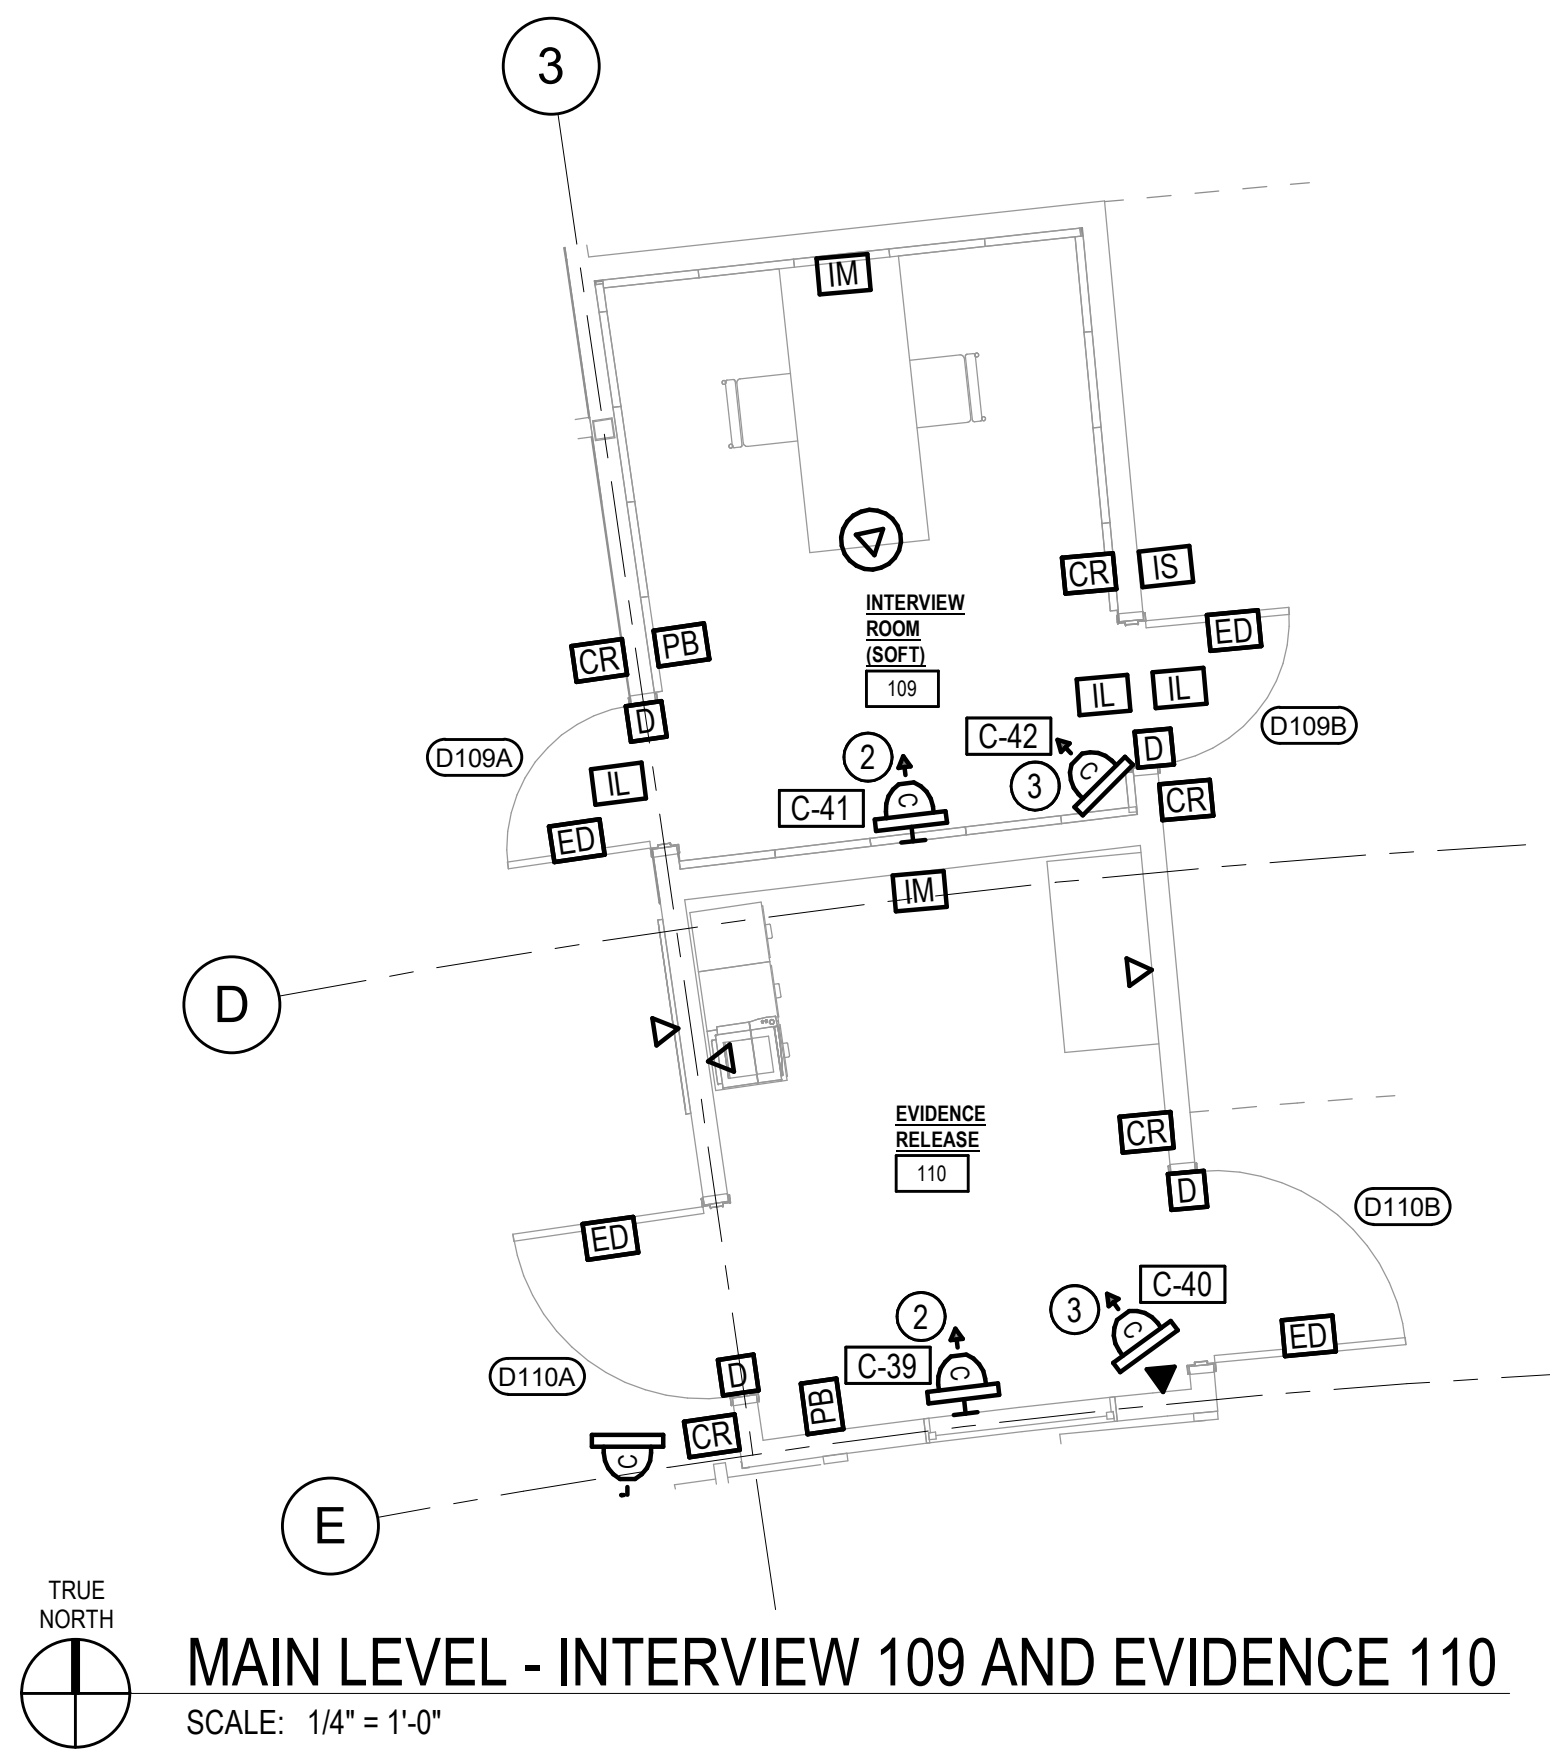 3
IM
CR
IS
INTERVIEW
ROOM
(SOFT)
109
ED
CR
PB
IL
IL
D
C-42
D109B
D109A
2
D
3
IL
C-41
C
C
CR
ED
IM
D
EVIDENCE
RELEASE
110
CR
D
D110B
ED
C-40
3
2
C
ED
C-39
D110A
D
C
PB
CR
C
E
TRUE
NORTH
MAIN LEVEL - INTERVIEW 109 AND EVIDENCE 110
SCALE: 1/4" = 1'-0"